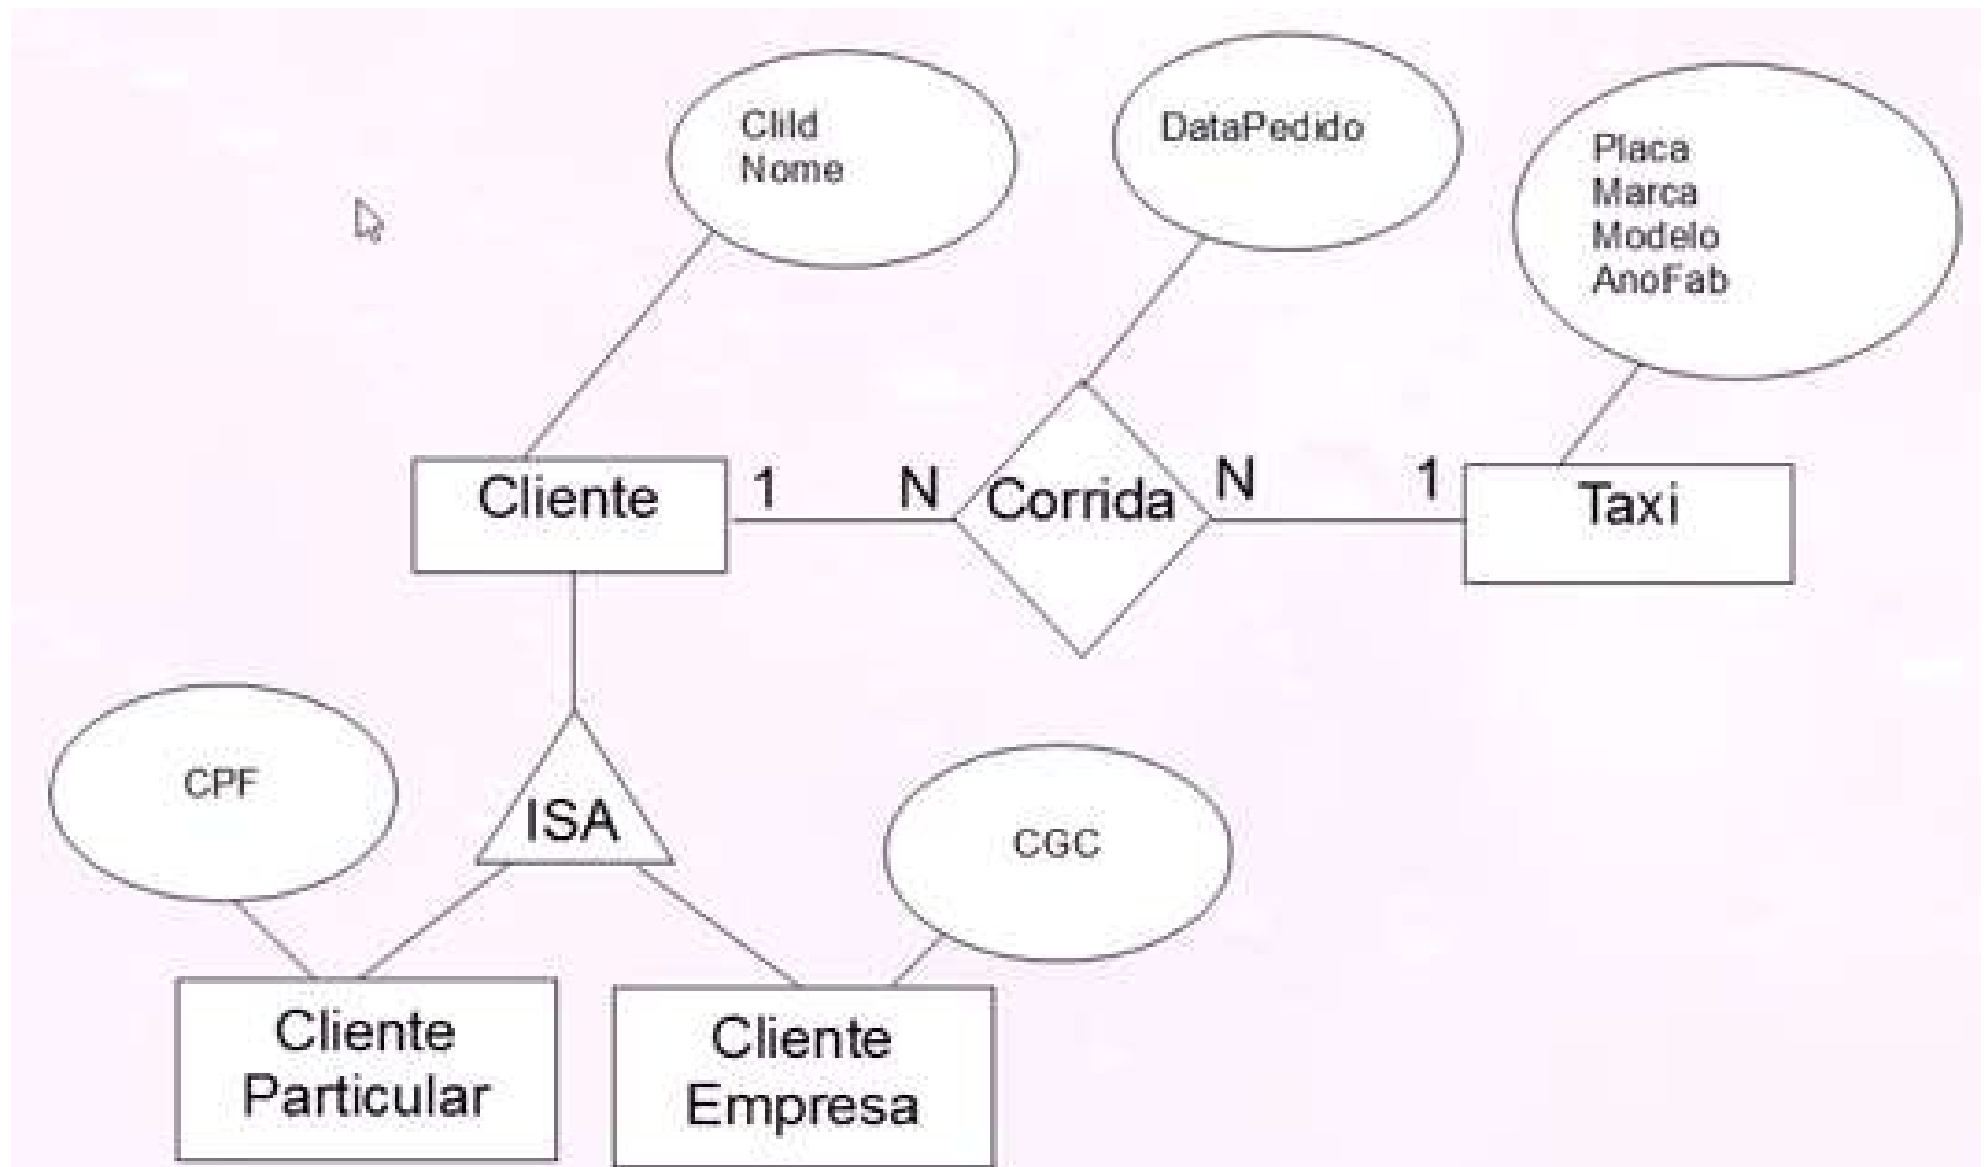 CliId
Nome
DataPedido
Placa
Marca
Modelo
AnoFab
Cliente
1
N
Corrida
N
1
Taxi
CPF
ISA
CGC
Cliente
Particular
Cliente
Empresa